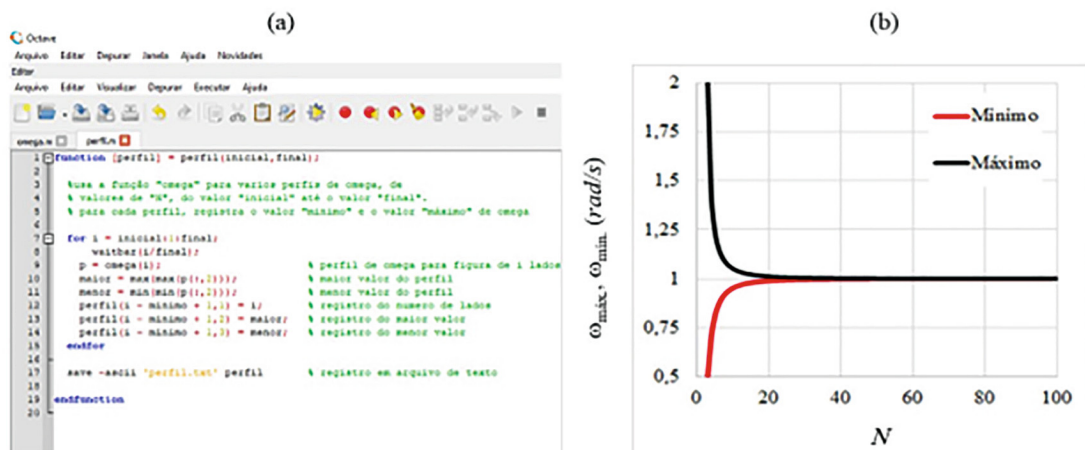 (a)
Octave
Arquivo Editar Depurar Janela Ajuda Novidades
Editar
Arquivo Editar Visualizar Depurar Executar Ajuda
omega.m perfil.m
1 function [perfil] = perfil(inicial,final);
2
3 %usa a função "omega" para varios perfis de omega, de
4 % valores de "N", do valor "inicial" até o valor "final".
5 % para cada perfil, registra o valor "minimo" e o valor "máximo" de omega
6
7 for i = inicial:1:final;
8 waitbar(i/final);
9 p = omega(i); % perfil de omega para figura de i lados
10 maior = max(max(p(:,2))); % maior valor do perfil
11 menor = min(min(p(:,2))); % menor valor do perfil
12 perfil(i - minimo + 1,1) = i; % registro do numero de lados
13 perfil(i - minimo + 1,2) = maior; % registro do maior valor
14 perfil(i - minimo + 1,3) = menor; % registro do menor valor
15 endfor
16
17 save -ascii 'perfil.txt' perfil % registro em arquivo de texto
18
19 endfunction
20
(b)
2
1,75
1,5
1,25
1
0,75
0,5
ωmáx, ωmín. (rad/s)
Mínimo
Máximo
0 20 40 60 80 100
N